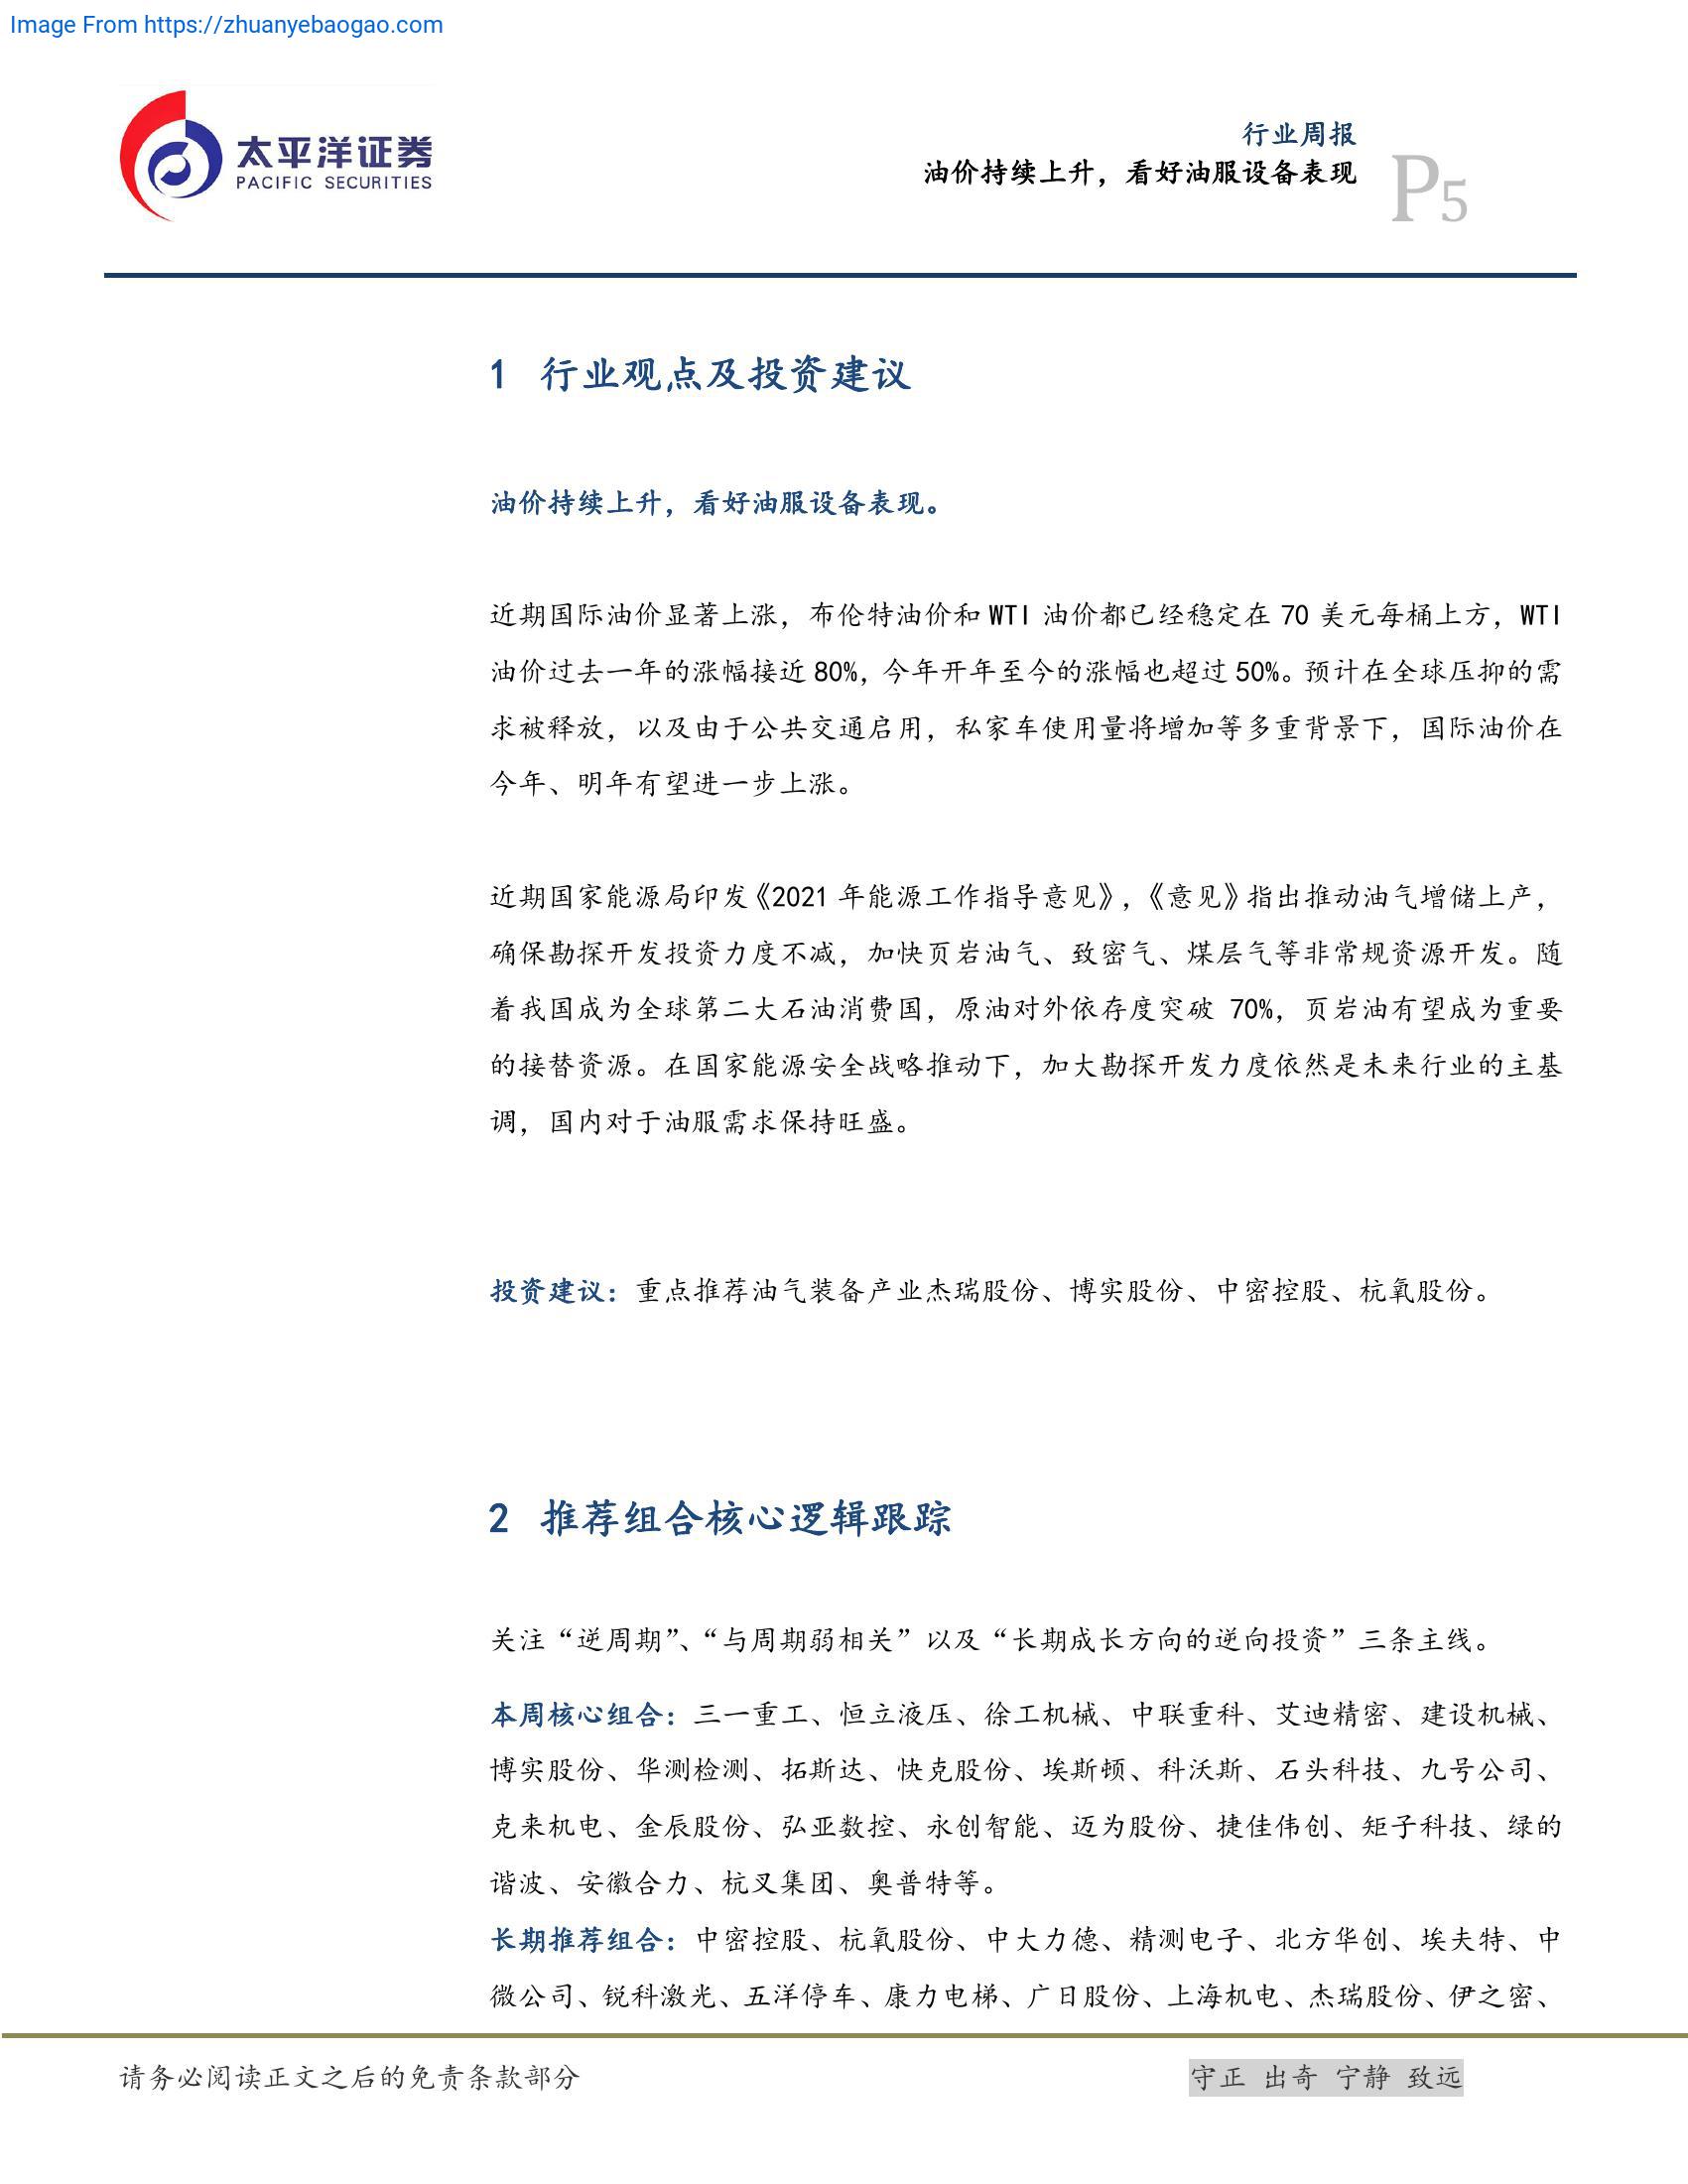 Image From https://zhuanyebaogao.com
太平洋证券
PACIFIC SECURITIES
行业周报
油价持续上升，看好油服设备表现
P5
1 行业观点及投资建议
油价持续上升，看好油服设备表现。
近期国际油价显著上涨，布伦特油价和 WTI 油价都已经稳定在 70 美元每桶上方，WTI
油价过去一年的涨幅接近 80%，今年开年至今的涨幅也超过 50%。预计在全球压抑的需
求被释放，以及由于公共交通启用，私家车使用量将增加等多重背景下，国际油价在
今年、明年有望进一步上涨。
近期国家能源局印发《2021 年能源工作指导意见》，《意见》指出推动油气增储上产，
确保勘探开发投资力度不减，加快页岩油气、致密气、煤层气等非常规资源开发。随
着我国成为全球第二大石油消费国，原油对外依存度突破 70%，页岩油有望成为重要
的接替资源。在国家能源安全战略推动下，加大勘探开发力度依然是未来行业的主基
调，国内对于油服需求保持旺盛。
投资建议：重点推荐油气装备产业杰瑞股份、博实股份、中密控股、杭氧股份。
2 推荐组合核心逻辑跟踪
关注“逆周期”、“与周期弱相关”以及“长期成长方向的逆向投资”三条主线。
本周核心组合：三一重工、恒立液压、徐工机械、中联重科、艾迪精密、建设机械、
博实股份、华测检测、拓斯达、快克股份、埃斯顿、科沃斯、石头科技、九号公司、
克来机电、金辰股份、弘亚数控、永创智能、迈为股份、捷佳伟创、矩子科技、绿的
谐波、安徽合力、杭叉集团、奥普特等。
长期推荐组合：中密控股、杭氧股份、中大力德、精测电子、北方华创、埃夫特、中
微公司、锐科激光、五洋停车、康力电梯、广日股份、上海机电、杰瑞股份、伊之密、
请务必阅读正文之后的免责条款部分
守正 出奇 宁静 致远